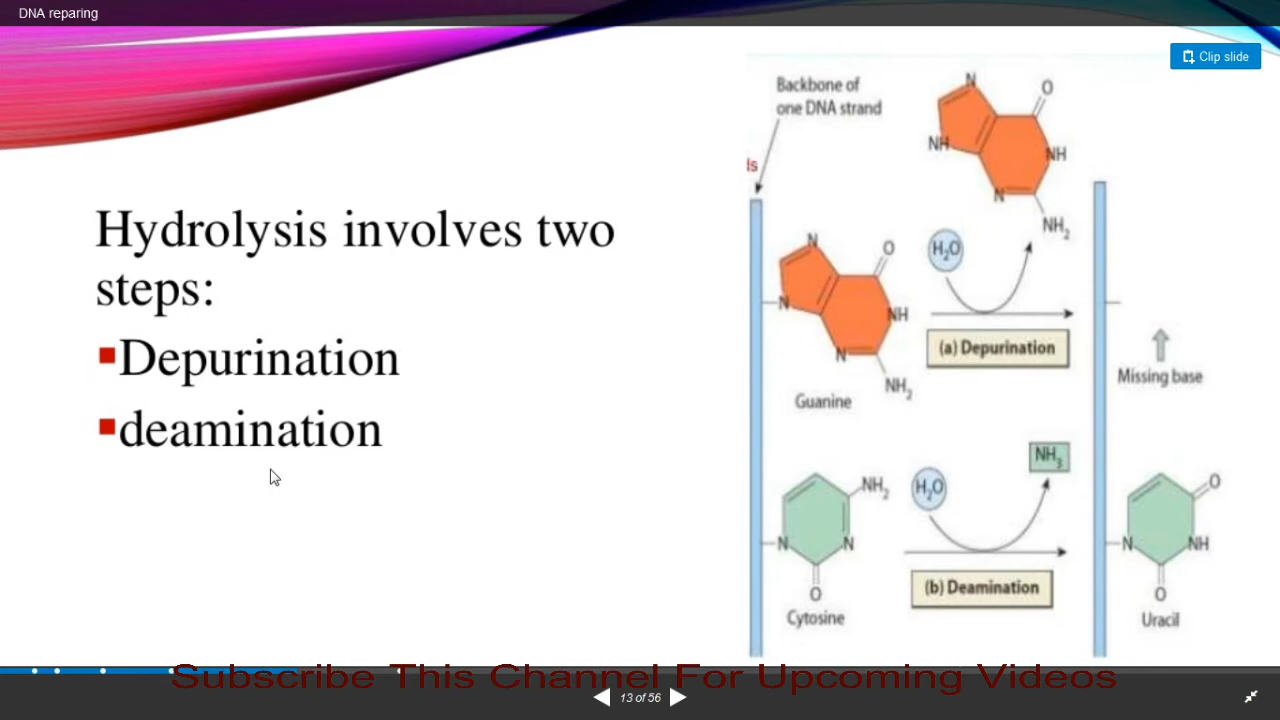 DNA reparing
Clip slide
Hydrolysis involves two
steps:
Depurination
deamination
Backbone of
one DNA strand
ls
N
O
NH
NH
N
NH₂
H₂O
N
O
N
NH
N
NH₂
Guanine
(a) Depurination
Missing base
NH₃
NH₂
H₂O
N
N
O
Cytosine
(b) Deamination
O
N
NH
O
Uracil
Subscribe This Channel For Upcoming Videos
13 of 56